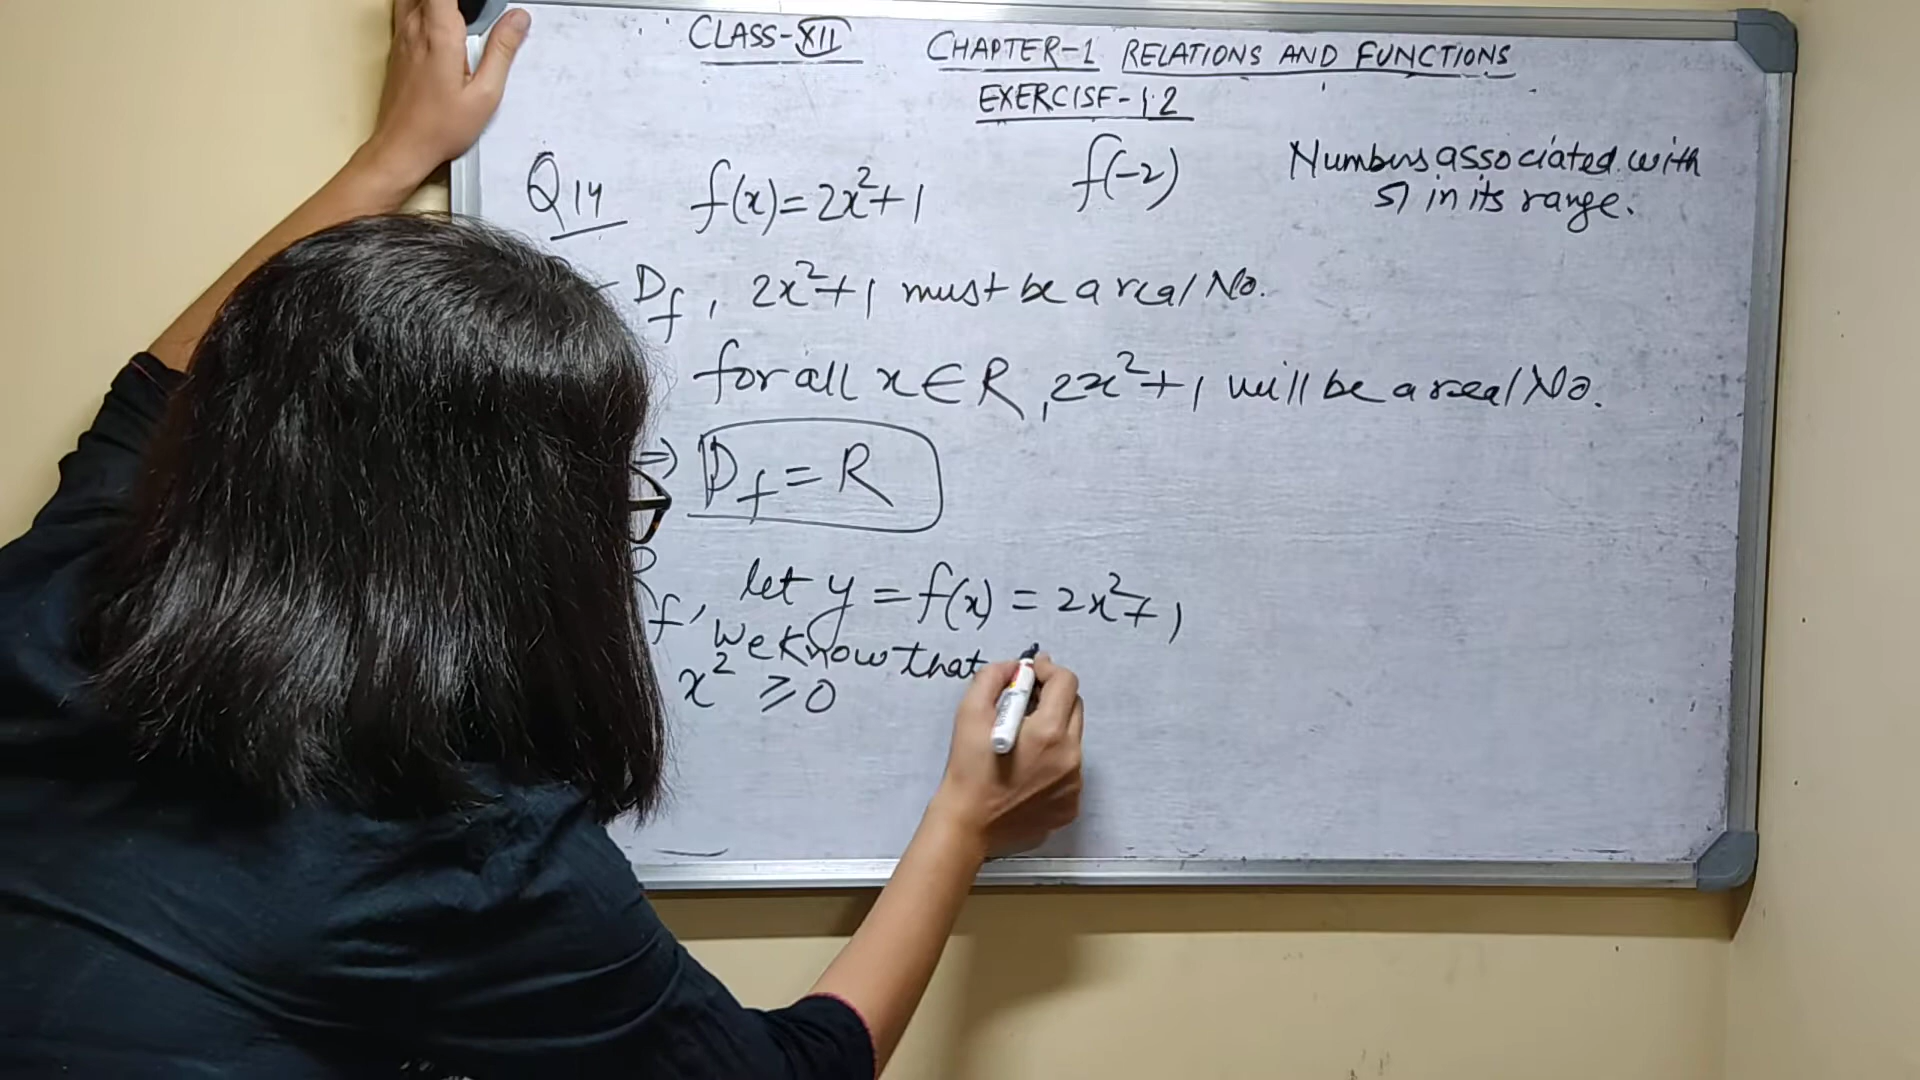 CLASS-XII
CHAPTER-1 RELATIONS AND FUNCTIONS
EXERCISE-1.2
Q14 f(x)=2x²+1 f(-2) Numbers associated with
51 in its range.
Df, 2x²+1 must be a real No.
for all x∈R, 2x²+1 will be a real No.
⇒ Df = R
Rf, let y = f(x) = 2x²+1
we know that
x² ≥ 0